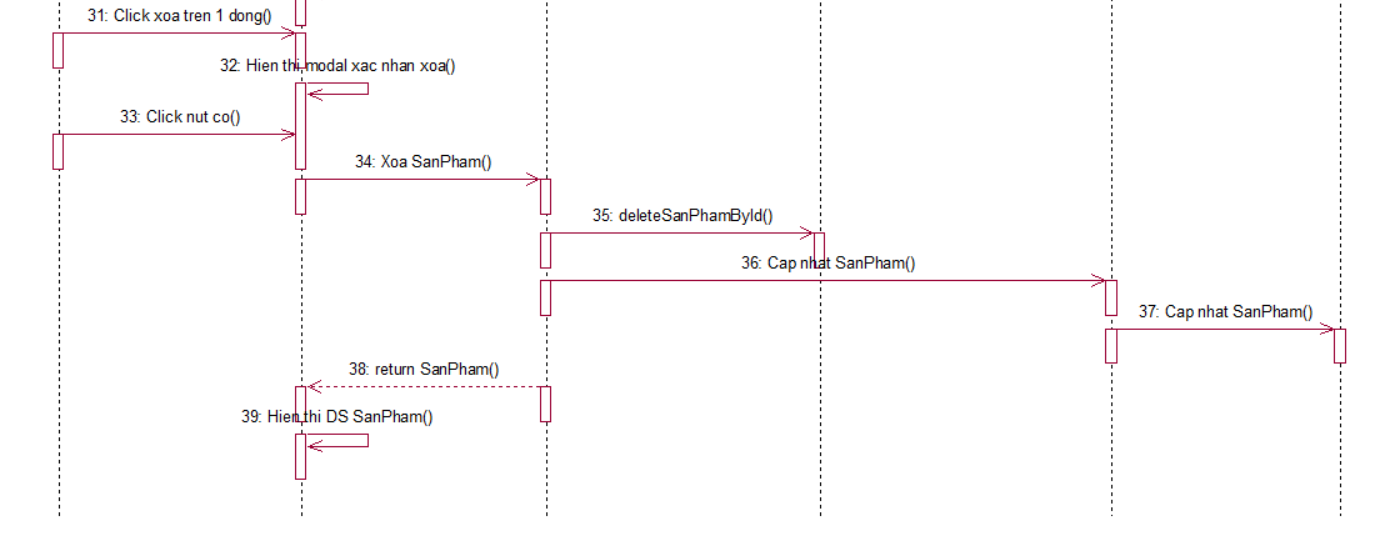 31: Click xoa tren 1 dong()
32: Hien thi modal xac nhan xoa()
33: Click nut co()
34: Xoa SanPham()
35: deleteSanPhamById()
36: Cap nhat SanPham()
37: Cap nhat SanPham()
38: return SanPham()
39: Hien thi DS SanPham()